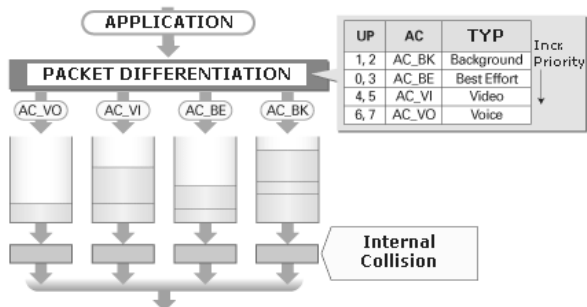 APPLICATION
PACKET DIFFERENTIATION
UP AC TYP
1, 2 AC_BK Background
0, 3 AC_BE Best Effort
4, 5 AC_VI Video
6, 7 AC_VO Voice
Incr.
Priority
AC_VO AC_VI AC_BE AC_BK
Internal
Collision